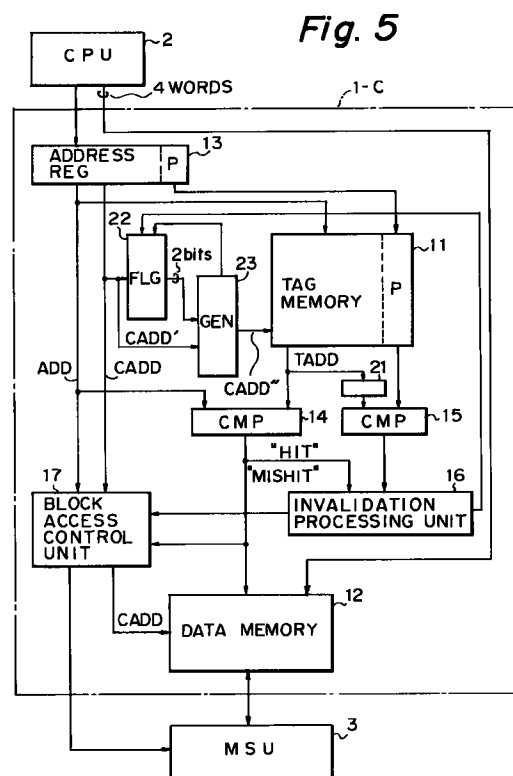 Fig. 5
CPU
2
4 WORDS
1-C
ADDRESS
REG
P
13
22
FLG
2bits
23
GEN
11
TAG
MEMORY
P
CADD'
CADD"
ADD
CADD
TADD
21
CMP
14
CMP
15
"HIT"
"MISHIT"
17
BLOCK
ACCESS
CONTROL
UNIT
16
INVALIDATION
PROCESSING UNIT
CADD
12
DATA MEMORY
3
MSU